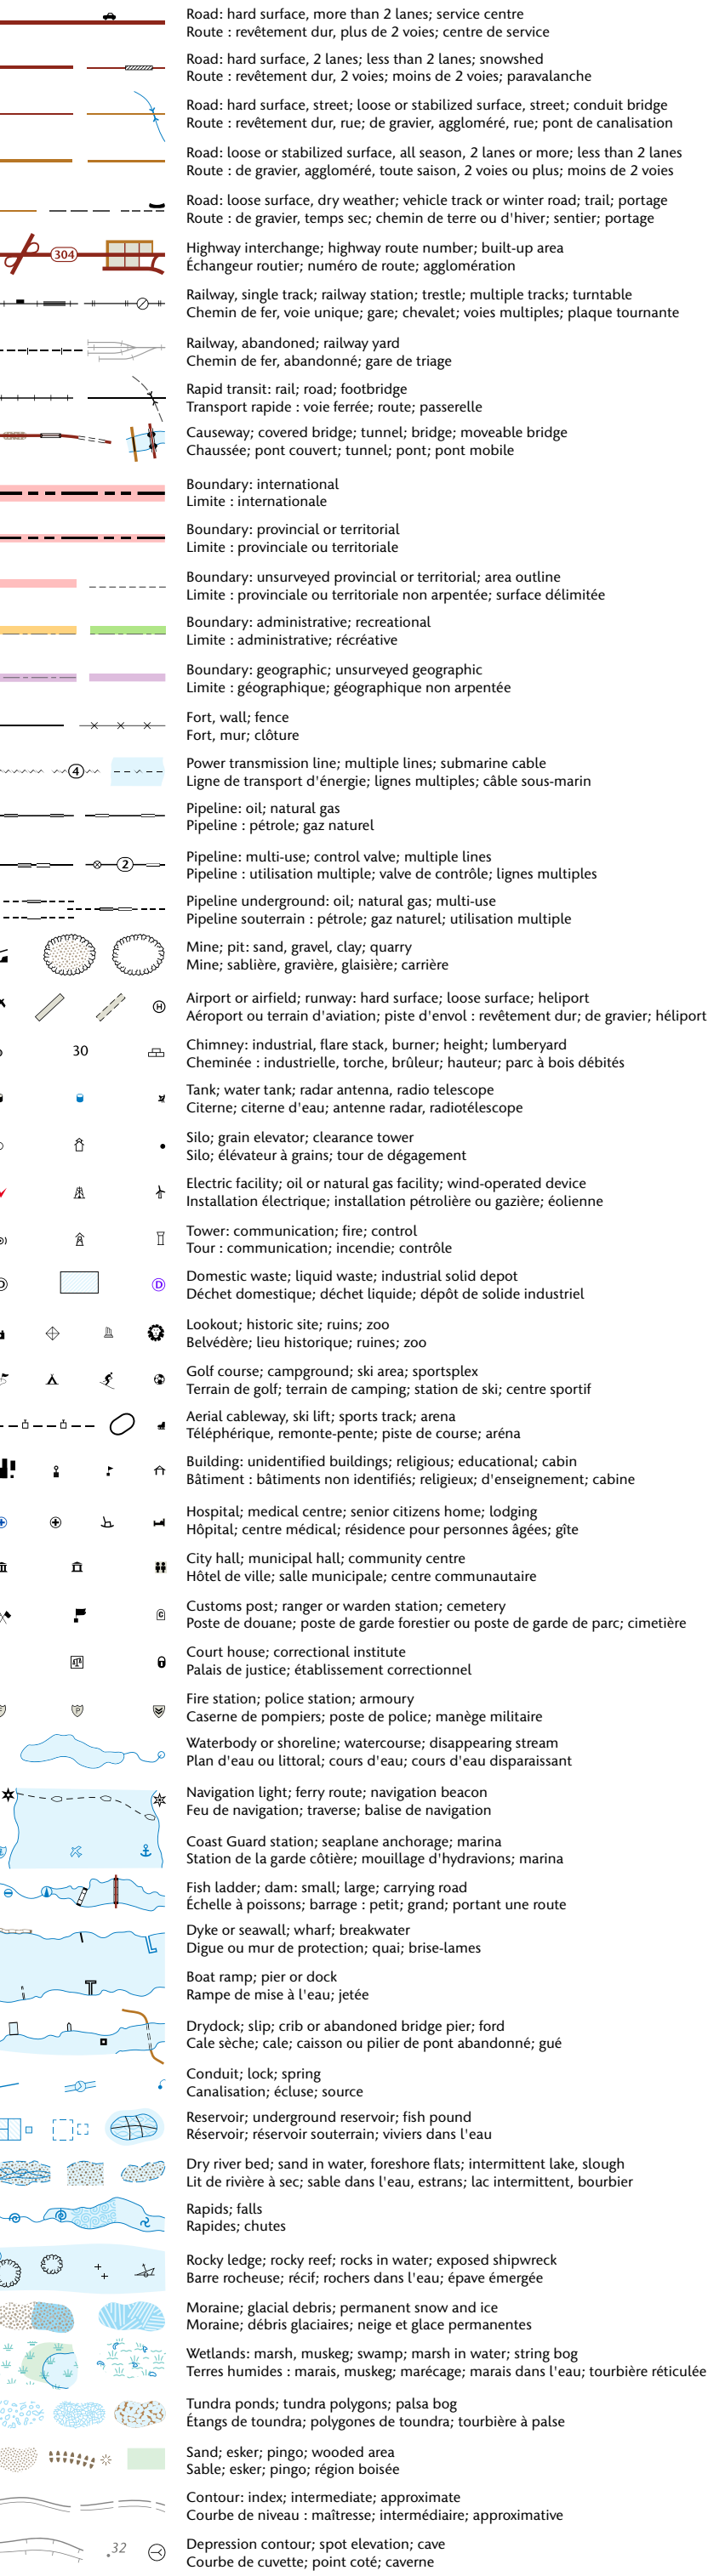 Road: hard surface, more than 2 lanes; service centre
Route : revêtement dur, plus de 2 voies; centre de service
Road: hard surface, 2 lanes; less than 2 lanes; snowshed
Route : revêtement dur, 2 voies; moins de 2 voies; paravalanche
Road: hard surface, street; loose or stabilized surface, street; conduit bridge
Route : revêtement dur, rue; de gravier, aggloméré, rue; pont de canalisation
Road: loose or stabilized surface, all season, 2 lanes or more; less than 2 lanes
Route : de gravier, aggloméré, toute saison, 2 voies ou plus; moins de 2 voies
Road: loose surface, dry weather; vehicle track or winter road; trail; portage
Route : de gravier, temps sec; chemin de terre ou d'hiver; sentier; portage
304
Highway interchange; highway route number; built-up area
Échangeur routier; numéro de route; agglomération
Railway, single track; railway station; trestle; multiple tracks; turntable
Chemin de fer, voie unique; gare; chevalet; voies multiples; plaque tournante
Railway, abandoned; railway yard
Chemin de fer, abandonné; gare de triage
Rapid transit: rail; road; footbridge
Transport rapide : voie ferrée; route; passerelle
Causeway; covered bridge; tunnel; bridge; moveable bridge
Chaussée; pont couvert; tunnel; pont; pont mobile
Boundary: international
Limite : internationale
Boundary: provincial or territorial
Limite : provinciale ou territoriale
Boundary: unsurveyed provincial or territorial; area outline
Limite : provinciale ou territoriale non arpentée; surface délimitée
Boundary: administrative; recreational
Limite : administrative; récréative
Boundary: geographic; unsurveyed geographic
Limite : géographique; géographique non arpentée
Fort, wall; fence
Fort, mur; clôture
4
Power transmission line; multiple lines; submarine cable
Ligne de transport d'énergie; lignes multiples; câble sous-marin
Pipeline: oil; natural gas
Pipeline : pétrole; gaz naturel
2
Pipeline: multi-use; control valve; multiple lines
Pipeline : utilisation multiple; valve de contrôle; lignes multiples
Pipeline underground: oil; natural gas; multi-use
Pipeline souterrain : pétrole; gaz naturel; utilisation multiple
Mine; pit: sand, gravel, clay; quarry
Mine; sablière, gravière, glaisière; carrière
H
Airport or airfield; runway: hard surface; loose surface; heliport
Aéroport ou terrain d'aviation; piste d'envol : revêtement dur; de gravier; héliport
30
Chimney: industrial, flare stack, burner; height; lumberyard
Cheminée : industrielle, torche, brûleur; hauteur; parc à bois débités
Tank; water tank; radar antenna, radio telescope
Citerne; citerne d'eau; antenne radar, radiotélescope
Silo; grain elevator; clearance tower
Silo; élévateur à grains; tour de dégagement
Electric facility; oil or natural gas facility; wind-operated device
Installation électrique; installation pétrolière ou gazière; éolienne
Tower: communication; fire; control
Tour : communication; incendie; contrôle
D D
Domestic waste; liquid waste; industrial solid depot
Déchet domestique; déchet liquide; dépôt de solide industriel
Lookout; historic site; ruins; zoo
Belvédère; lieu historique; ruines; zoo
Golf course; campground; ski area; sportsplex
Terrain de golf; terrain de camping; station de ski; centre sportif
Aerial cableway, ski lift; sports track; arena
Téléphérique, remonte-pente; piste de course; aréna
Building: unidentified buildings; religious; educational; cabin
Bâtiment : bâtiments non identifiés; religieux; d'enseignement; cabine
Hospital; medical centre; senior citizens home; lodging
Hôpital; centre médical; résidence pour personnes âgées; gîte
City hall; municipal hall; community centre
Hôtel de ville; salle municipale; centre communautaire
C
Customs post; ranger or warden station; cemetery
Poste de douane; poste de garde forestier ou poste de garde de parc; cimetière
Court house; correctional institute
Palais de justice; établissement correctionnel
P
Fire station; police station; armoury
Caserne de pompiers; poste de police; manège militaire
Waterbody or shoreline; watercourse; disappearing stream
Plan d'eau ou littoral; cours d'eau; cours d'eau disparaissant
Navigation light; ferry route; navigation beacon
Feu de navigation; traverse; balise de navigation
Coast Guard station; seaplane anchorage; marina
Station de la garde côtière; mouillage d'hydravions; marina
Fish ladder; dam: small; large; carrying road
Échelle à poissons; barrage : petit; grand; portant une route
Dyke or seawall; wharf; breakwater
Digue ou mur de protection; quai; brise-lames
Boat ramp; pier or dock
Rampe de mise à l'eau; jetée
Drydock; slip; crib or abandoned bridge pier; ford
Cale sèche; cale; caisson ou pilier de pont abandonné; gué
Conduit; lock; spring
Canalisation; écluse; source
Reservoir; underground reservoir; fish pound
Réservoir; réservoir souterrain; viviers dans l'eau
Dry river bed; sand in water, foreshore flats; intermittent lake, slough
Lit de rivière à sec; sable dans l'eau, estrans; lac intermittent, bourbier
Rapids; falls
Rapides; chutes
Rocky ledge; rocky reef; rocks in water; exposed shipwreck
Barre rocheuse; récif; rochers dans l'eau; épave émergée
Moraine; glacial debris; permanent snow and ice
Moraine; débris glaciaires; neige et glace permanentes
Wetlands: marsh, muskeg; swamp; marsh in water; string bog
Terres humides : marais, muskeg; marécage; marais dans l'eau; tourbière réticulée
Tundra ponds; tundra polygons; palsa bog
Étangs de toundra; polygones de toundra; tourbière à palse
Sand; esker; pingo; wooded area
Sable; esker; pingo; région boisée
Contour: index; intermediate; approximate
Courbe de niveau : maîtresse; intermédiaire; approximative
.32
Depression contour; spot elevation; cave
Courbe de cuvette; point coté; caverne